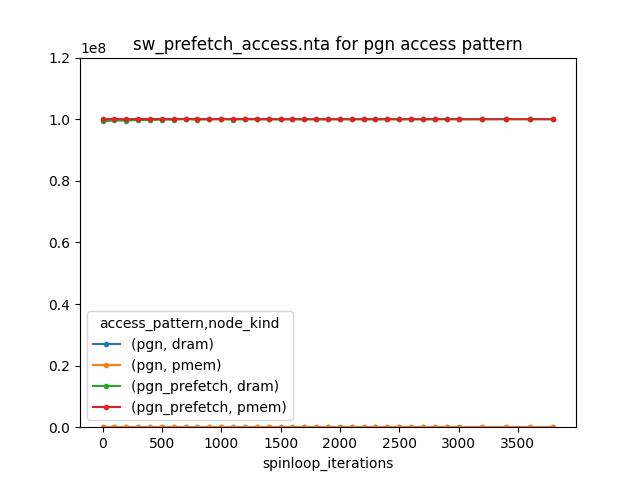 sw_prefetch_access.nta for pgn access pattern
1e8
1.2
1.0
0.8
0.6
0.4
0.2
0.0
access_pattern,node_kind
(pgn, dram)
(pgn, pmem)
(pgn_prefetch, dram)
(pgn_prefetch, pmem)
0 500 1000 1500 2000 2500 3000 3500
spinloop_iterations